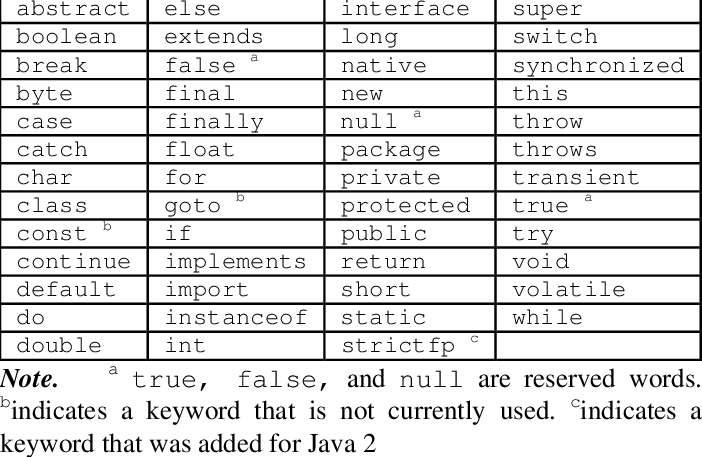 abstract else interface super
boolean extends long switch
break false a native synchronized
byte final new this
case finally null a throw
catch float package throws
char for private transient
class goto b protected true a
const b if public try
continue implements return void
default import short volatile
do instanceof static while
double int strictfp c
Note. a true, false, and null are reserved words.
bindicates a keyword that is not currently used. cindicates a
keyword that was added for Java 2